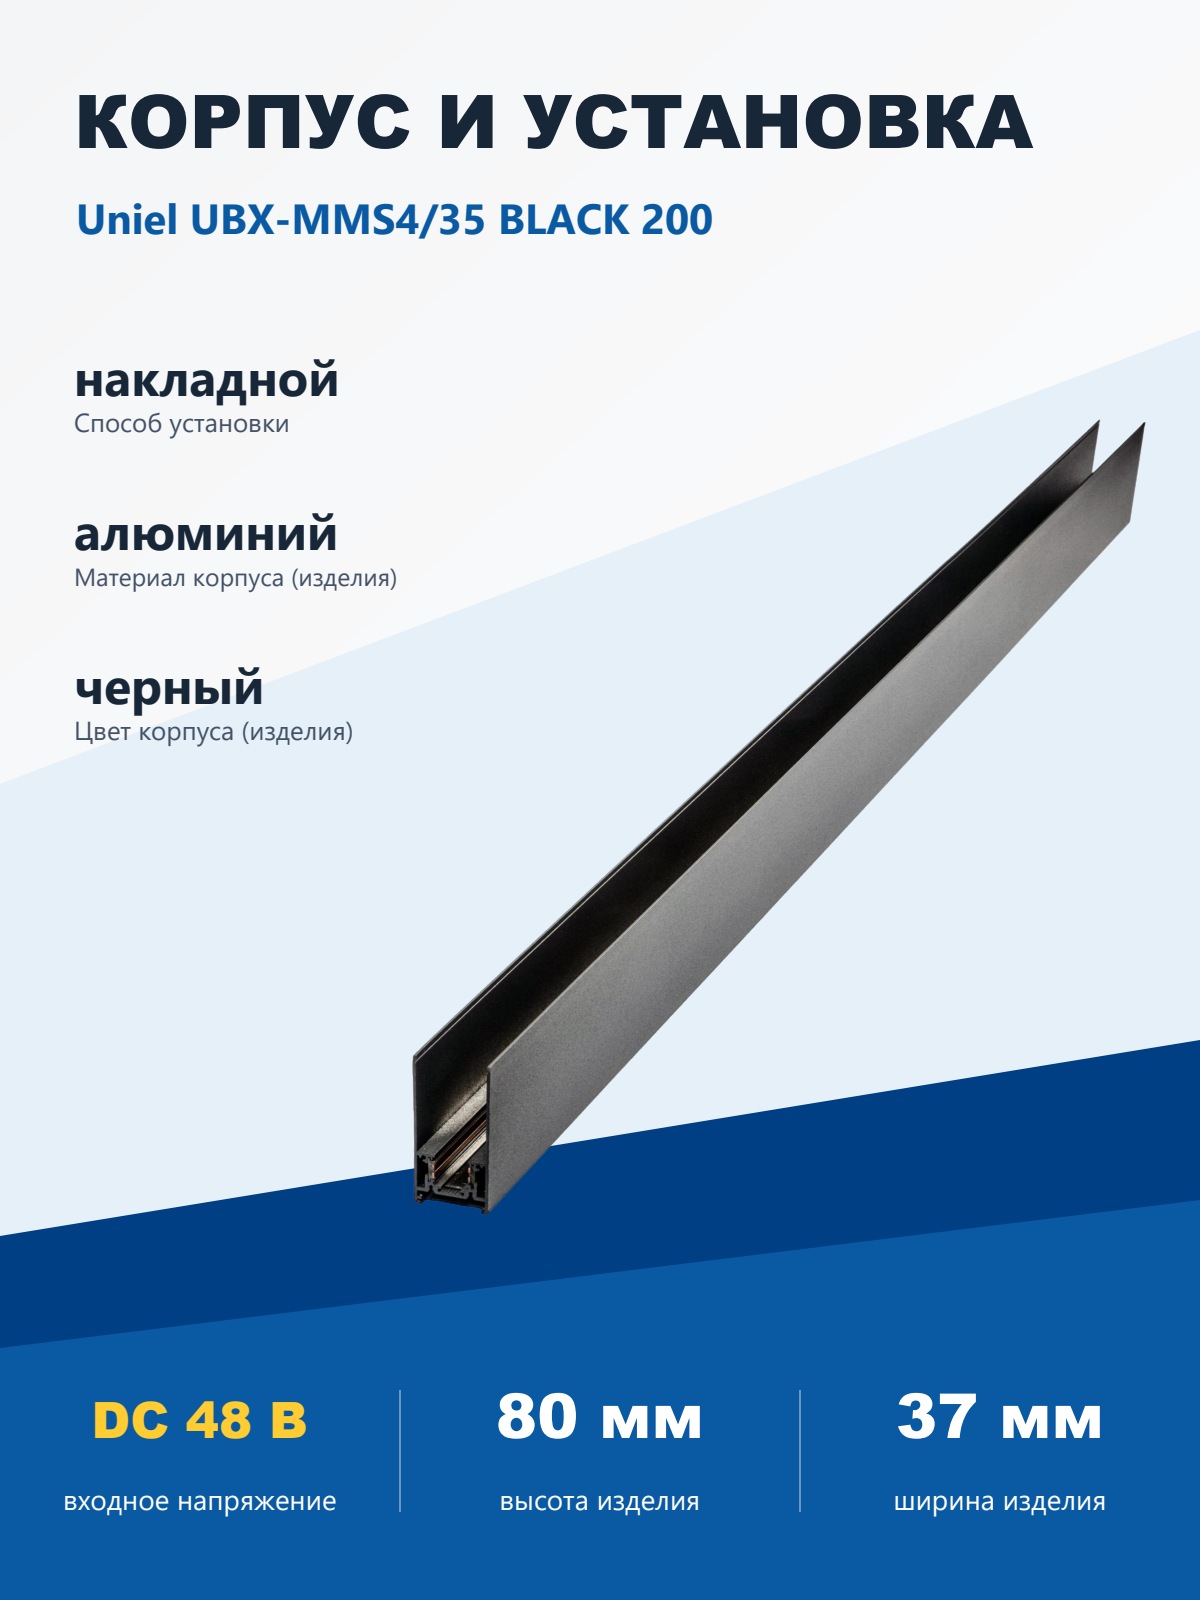 КОРПУС И УСТАНОВКА
Uniel UBX-MMS4/35 BLACK 200
накладной
Способ установки
алюминий
Материал корпуса (изделия)
черный
Цвет корпуса (изделия)
DC 48 В
входное напряжение
80 мм
высота изделия
37 мм
ширина изделия